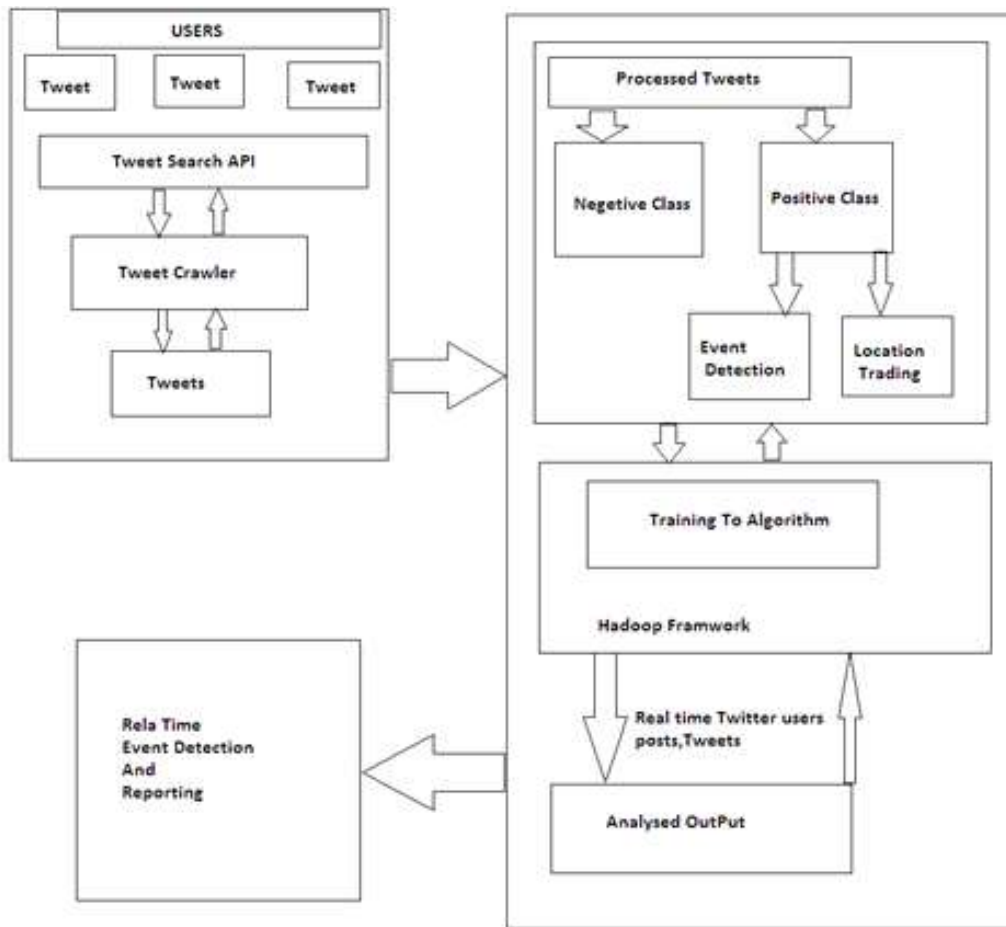 USERS
Tweet
Tweet
Tweet
Tweet Search API
Tweet Crawler
Tweets
Processed Tweets
Negetive Class
Positive Class
Event
Detection
Location
Trading
Training To Algorithm
Hadoop Framwork
Real time Twitter users
posts,Tweets
Analysed OutPut
Rela Time
Event Detection
And
Reporting